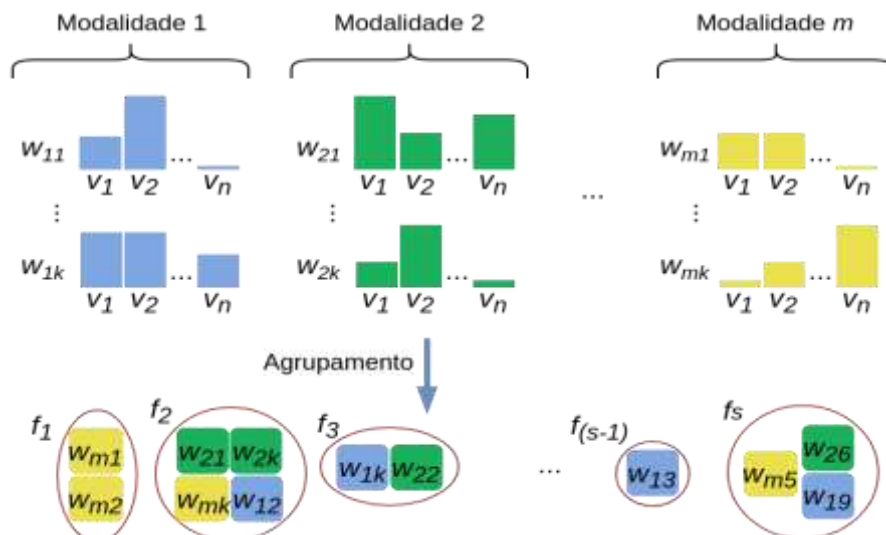 Modalidade 1 Modalidade 2 Modalidade m
w11 w21 wm1
... ... ...
v1 v2 vn v1 v2 vn v1 v2 vn
... ... ... ...
w1k w2k wmk
... ... ...
v1 v2 vn v1 v2 vn v1 v2 vn
Agrupamento
f1 f2 f3 f(s-1) fs
wm1 w21 w2k w26
w1k w22 ... w13 wm5
wm2 wmk w12 w19